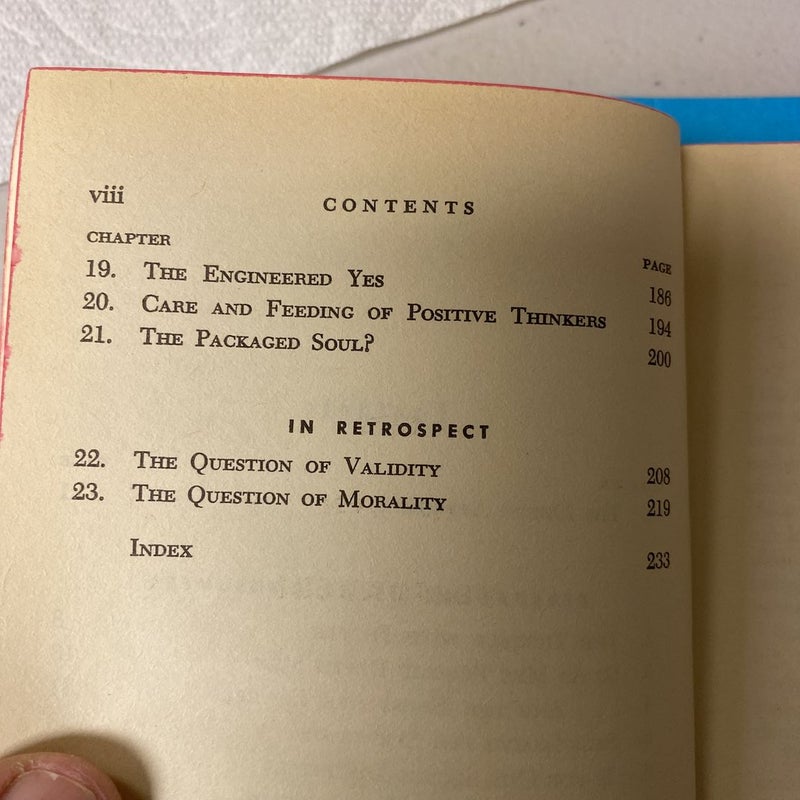 viii CONTENTS
CHAPTER PAGE
19. THE ENGINEERED YES 186
20. CARE AND FEEDING OF POSITIVE THINKERS 194
21. THE PACKAGED SOUL? 200
IN RETROSPECT
22. THE QUESTION OF VALIDITY 208
23. THE QUESTION OF MORALITY 219
INDEX 233